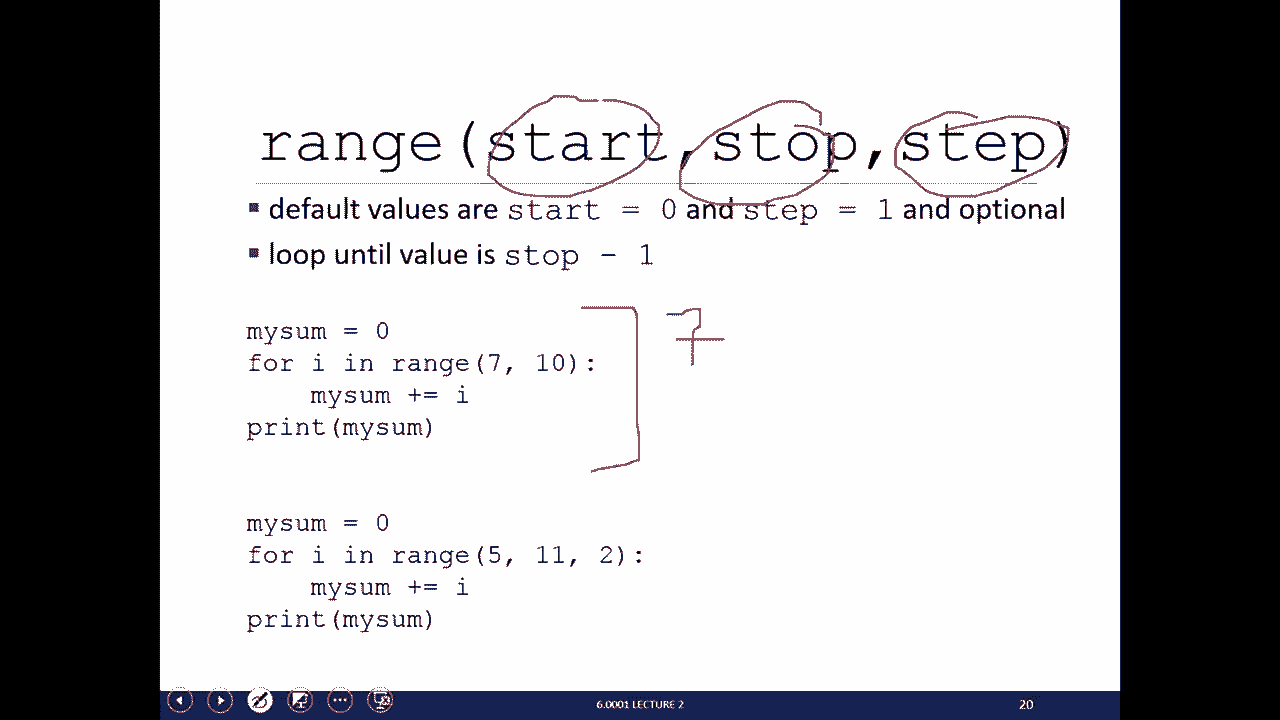 range(start,stop,step)
▪ default values are start = 0 and step = 1 and optional
▪ loop until value is stop - 1
mysum = 0
for i in range(7, 10):
    mysum += i
print(mysum)
7
mysum = 0
for i in range(5, 11, 2):
    mysum += i
print(mysum)
6.0001 LECTURE 2
20